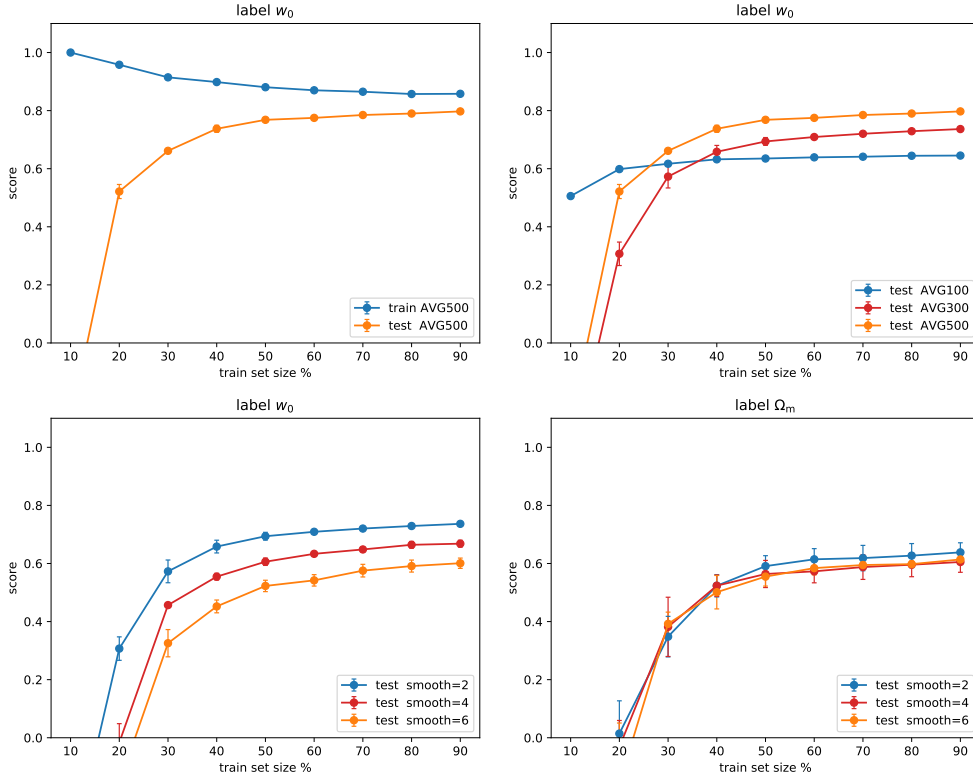 label w₀
score
1.0
0.8
0.6
0.4
0.2
0.0
train AVG500
test AVG500
10 20 30 40 50 60 70 80 90
train set size %
label w₀
score
1.0
0.8
0.6
0.4
0.2
0.0
test AVG100
test AVG300
test AVG500
10 20 30 40 50 60 70 80 90
train set size %
label w₀
score
1.0
0.8
0.6
0.4
0.2
0.0
test smooth=2
test smooth=4
test smooth=6
10 20 30 40 50 60 70 80 90
train set size %
label Ωₘ
score
1.0
0.8
0.6
0.4
0.2
0.0
test smooth=2
test smooth=4
test smooth=6
10 20 30 40 50 60 70 80 90
train set size %